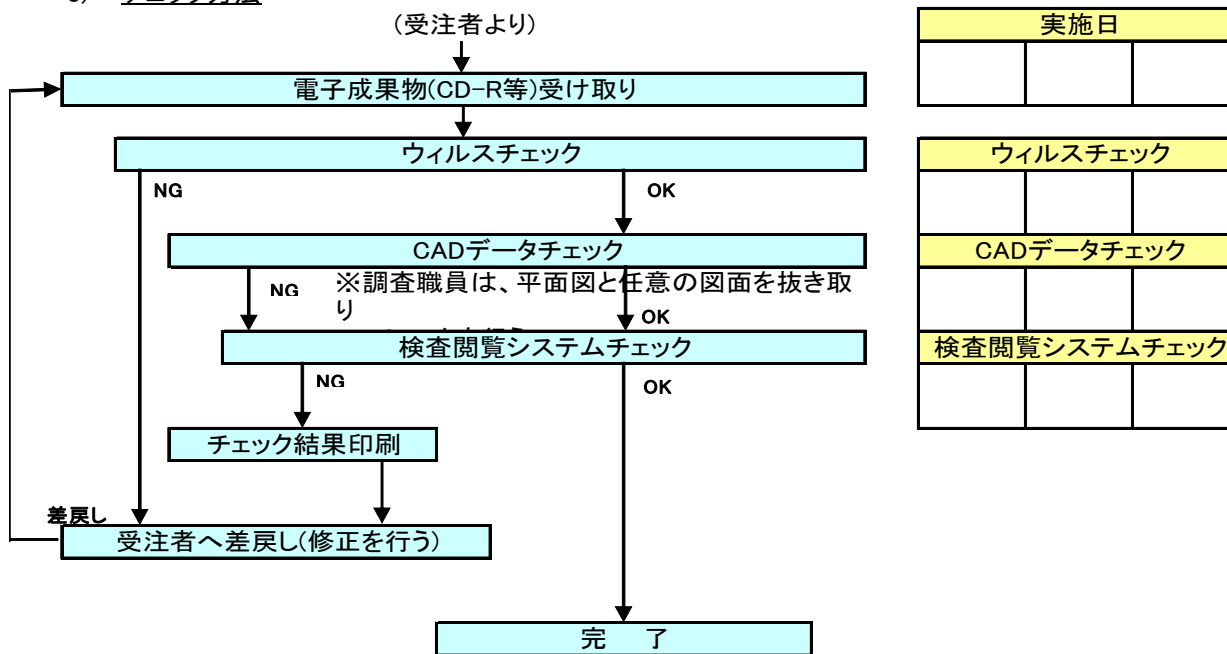 (受注者より)
実施日
電子成果物(CD-R等)受け取り
ウィルスチェック
ウィルスチェック
NG
OK
CADデータチェック
CADデータチェック
※調査職員は、平面図と任意の図面を抜き取
り
NG
OK
検査閲覧システムチェック
検査閲覧システムチェック
NG
OK
チェック結果印刷
差戻し
受注者へ差戻し(修正を行う)
完 了